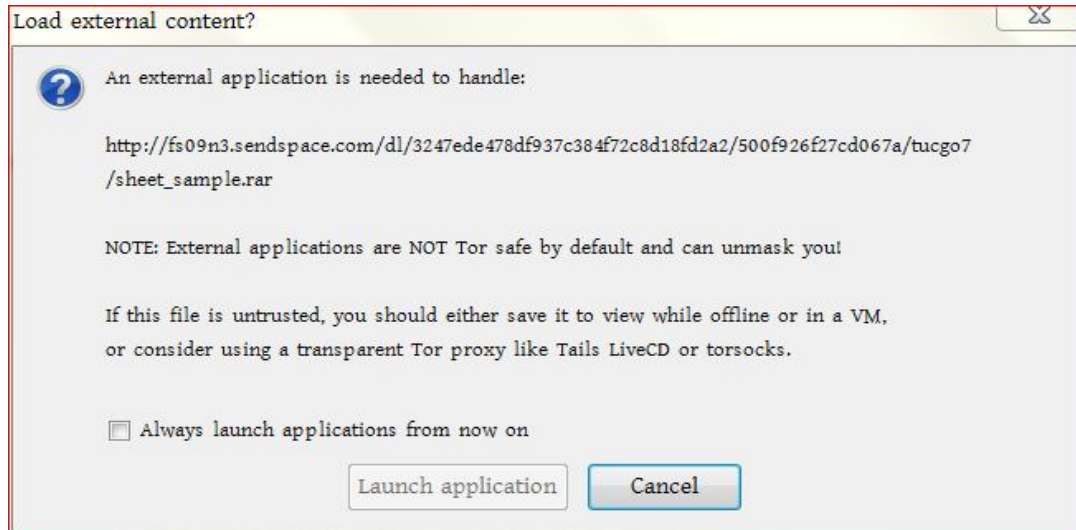 Load external content?
An external application is needed to handle:
http://fs09n3.sendspace.com/dl/3247ede478df937c384f72c8d18fd2a2/500f926f27cd067a/tucgo7
/sheet_sample.rar
NOTE: External applications are NOT Tor safe by default and can unmask you!
If this file is untrusted, you should either save it to view while offline or in a VM,
or consider using a transparent Tor proxy like Tails LiveCD or torsocks.
Always launch applications from now on
Launch application
Cancel